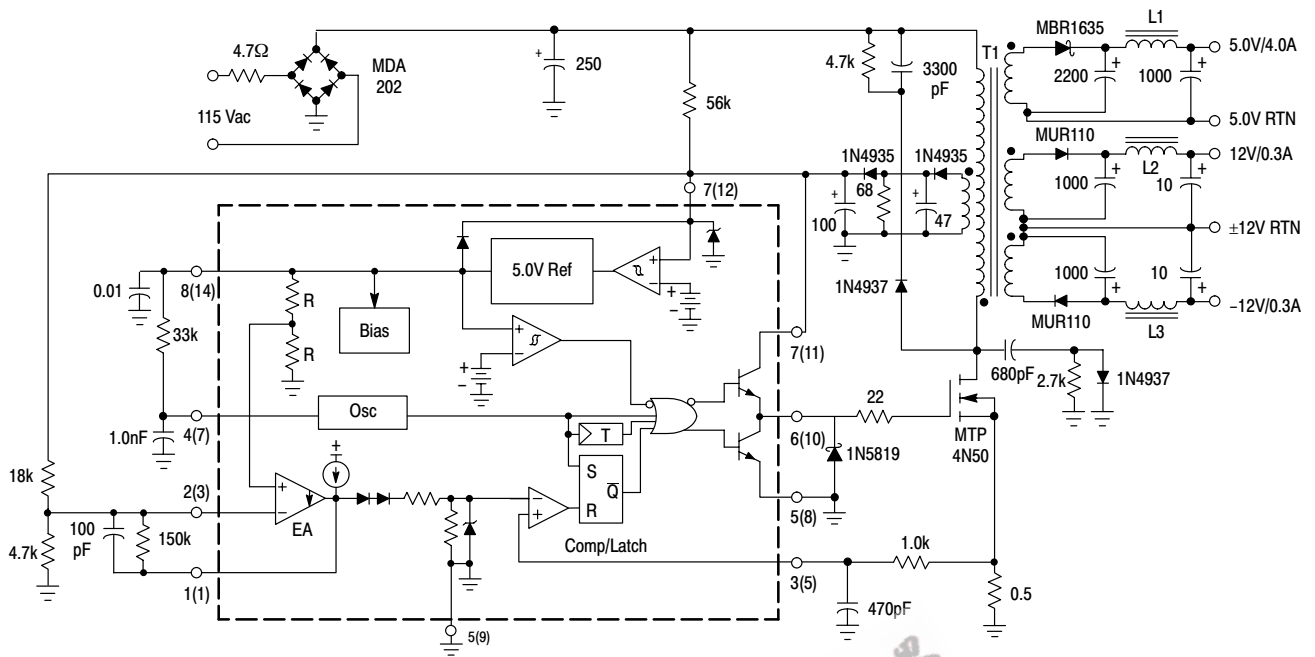 4.7Ω
MDA
202
115 Vac
250
56k
4.7k
3300
pF
T1
MBR1635
L1
5.0V/4.0A
2200
1000
5.0V RTN
MUR110
12V/0.3A
L2
1000
10
±12V RTN
1000
10
–12V/0.3A
MUR110
L3
1N4935
1N4935
68
100
47
1N4937
680pF
2.7k
1N4937
7(12)
5.0V Ref
8(14)
0.01
R
R
Bias
33k
7(11)
Osc
4(7)
1.0nF
T
22
6(10)
MTP
4N50
1N5819
18k
2(3)
S
Q
R
5(8)
EA
100
pF
150k
4.7k
Comp/Latch
1(1)
3(5)
1.0k
470pF
0.5
5(9)